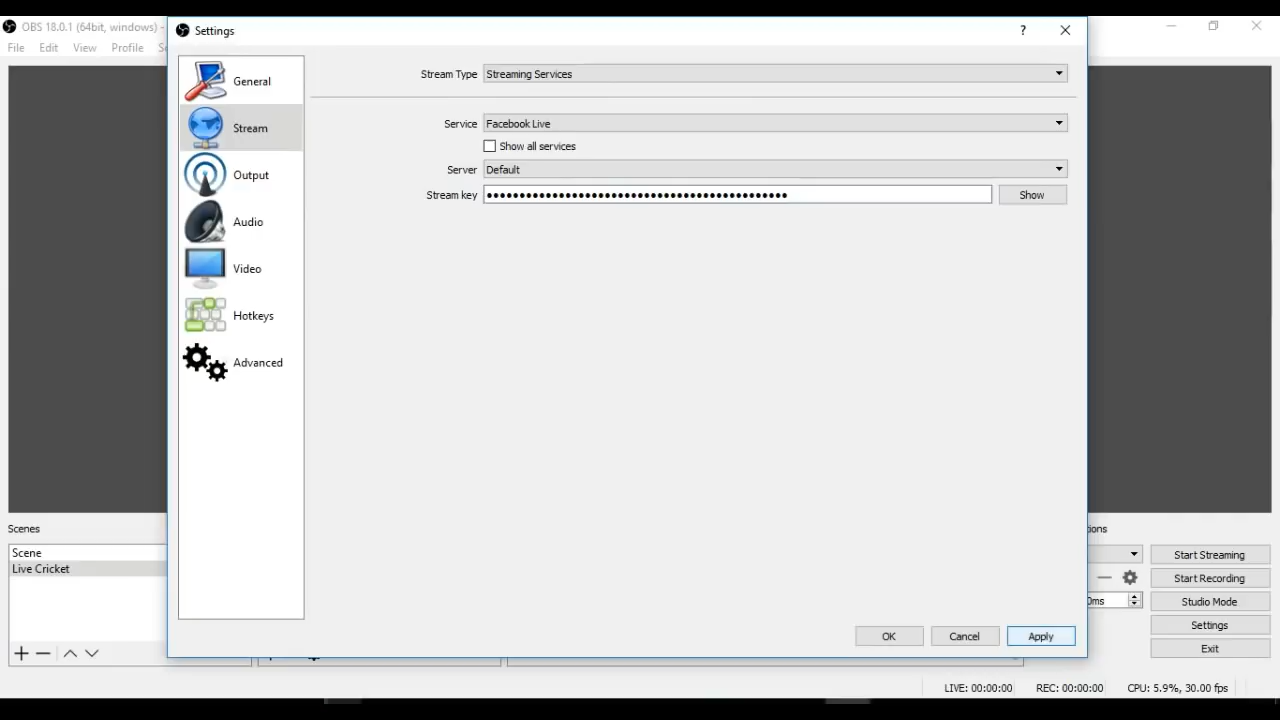 OBS 18.0.1 (64bit, windows) -
Settings
?
File Edit View Profile
General
Stream
Output
Audio
Video
Hotkeys
Advanced
Stream Type Streaming Services
Service Facebook Live
Show all services
Server Default
Stream key ●●●●●●●●●●●●●●●●●●●●●●●●●●●●●●●●●●●●●●●●●●●●●● Show
Scenes
Scene
Live Cricket
OK Cancel Apply
Start Streaming
Start Recording
Studio Mode
Settings
Exit
LIVE: 00:00:00 REC: 00:00:00 CPU: 5.9%, 30.00 fps